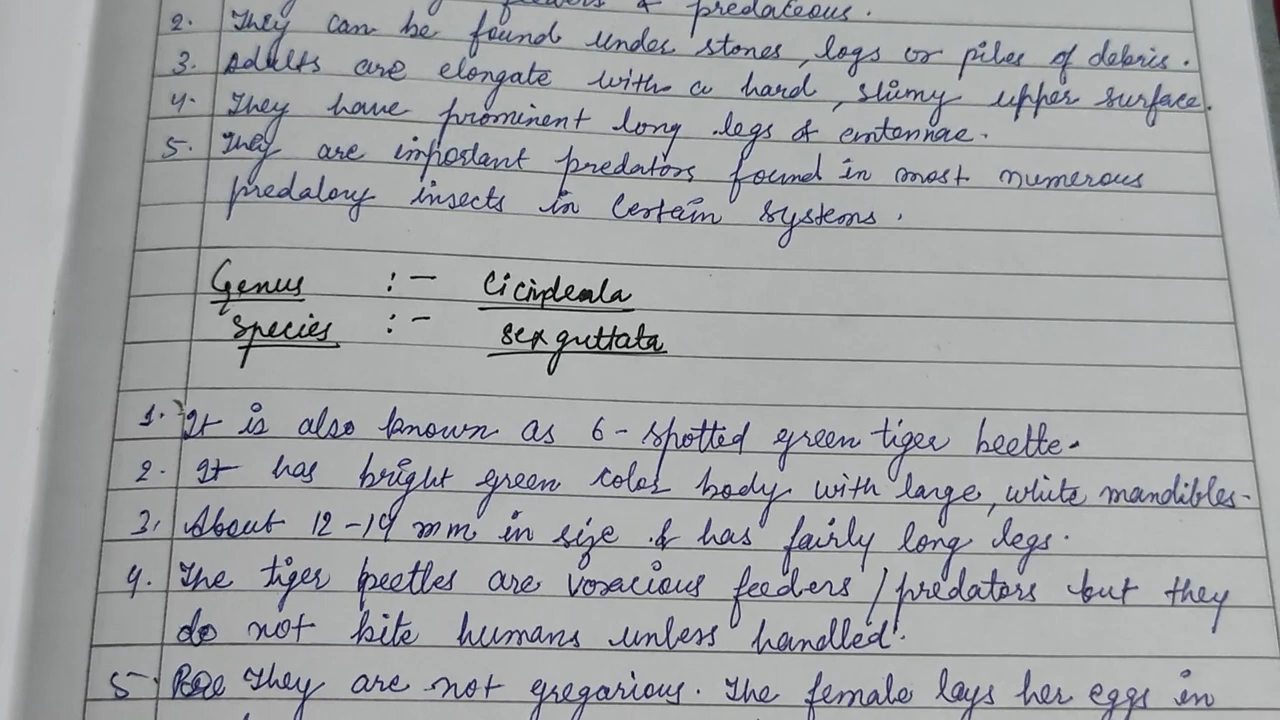 & predateous.
2. They can be found under stones, logs or piles of debris.
3. Adults are elongate with a hard, slimy upper surface.
4. They have prominent long legs & entennae.
5. They are important predators found in most numerous
predatory insects in certain systems.
Genus :- Cicindeala
Species :- sexguttata
1. It is also known as 6-spotted green tiger beetle.
2. It has bright green color body with large, white mandibles-
3. About 12-14 mm in size & has fairly long legs.
4. The tiger beetles are voracious feeders / predators but they
do not bite humans unless handled.
5. They are not gregarious. The female lays her eggs in